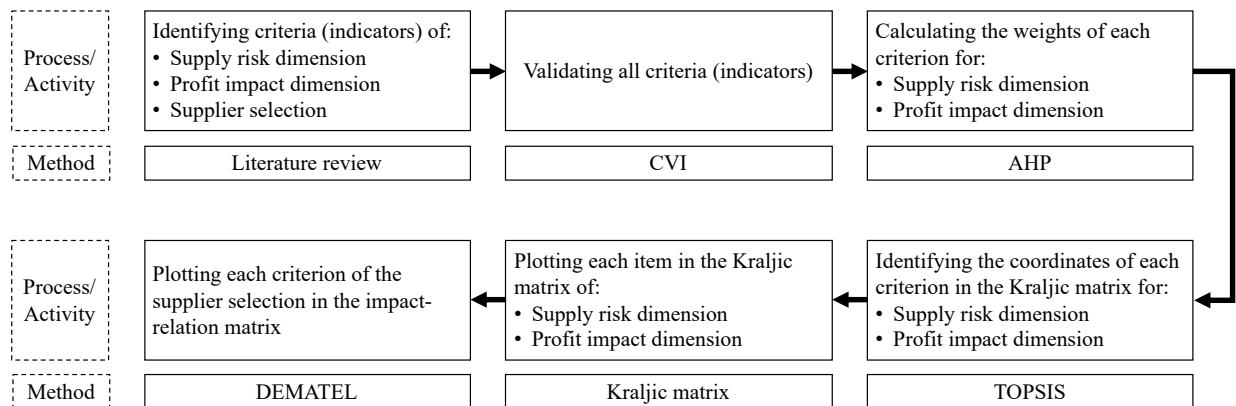 Process/
Activity
Identifying criteria (indicators) of:
• Supply risk dimension
• Profit impact dimension
• Supplier selection
Validating all criteria (indicators)
Calculating the weights of each
criterion for:
• Supply risk dimension
• Profit impact dimension
Method
Literature review
CVI
AHP
Process/
Activity
Plotting each criterion of the
supplier selection in the impact-
relation matrix
Plotting each item in the Kraljic
matrix of:
• Supply risk dimension
• Profit impact dimension
Identifying the coordinates of each
criterion in the Kraljic matrix for:
• Supply risk dimension
• Profit impact dimension
Method
DEMATEL
Kraljic matrix
TOPSIS